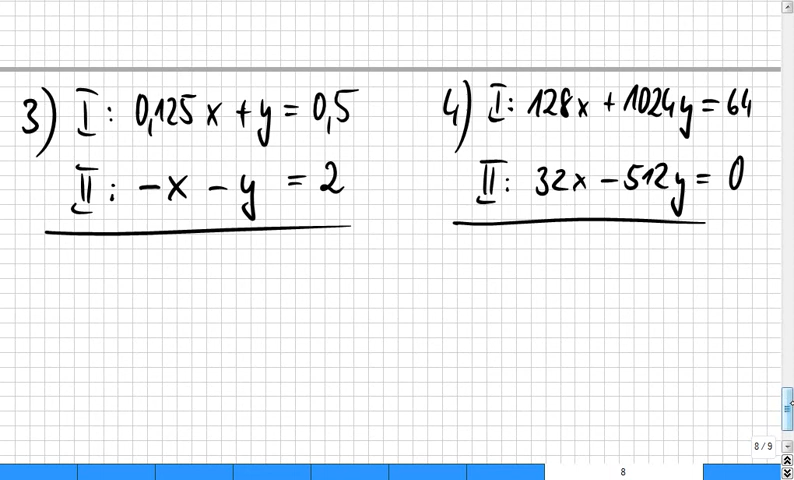 3) I: 0,125x + y = 0,5
II: -x - y = 2
4) I: 128x + 1024y = 64
II: 32x - 512y = 0
8 / 9
8